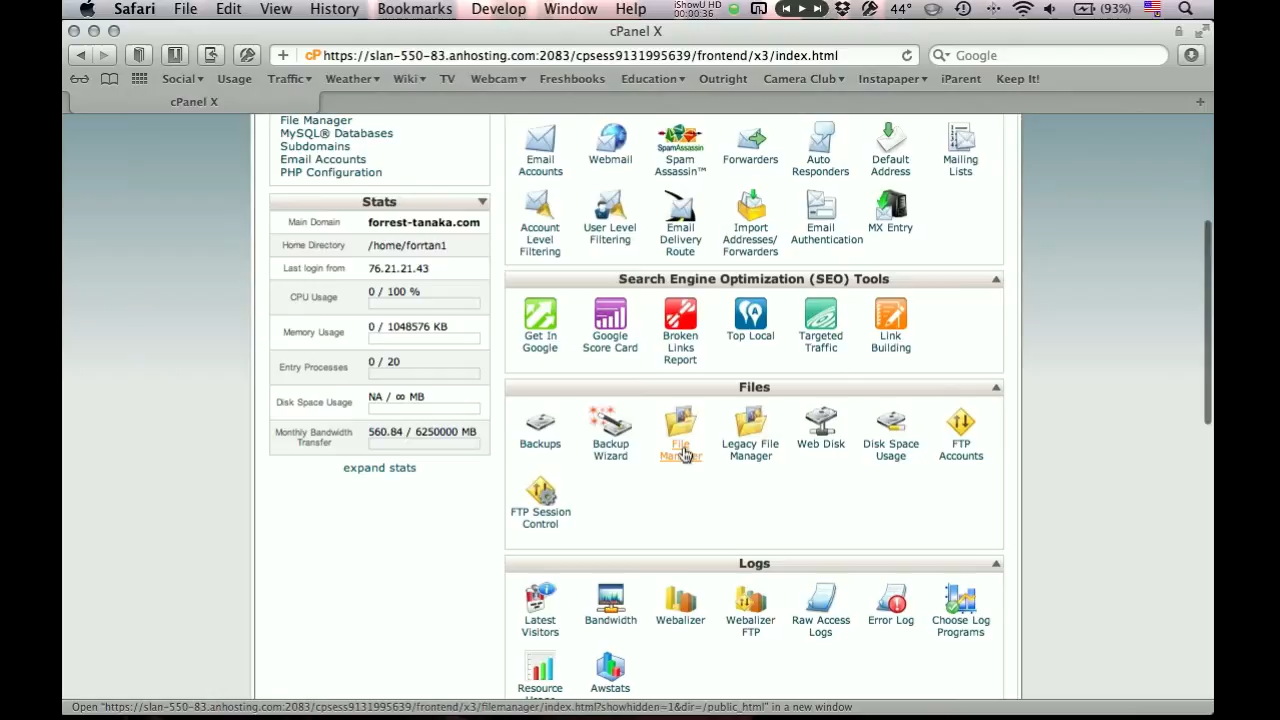 Safari File Edit View History Bookmarks Develop Window Help iShowU HD 00:00:36 44° (93%)
cPanel X
cP https://slan-550-83.anhosting.com:2083/cpsess9131995639/frontend/x3/index.html
Google
Social▾ Usage Traffic▾ Weather▾ Wiki▾ TV Webcam▾ Freshbooks Education▾ Outright Camera Club▾ Instapaper▾ iParent Keep It!
cPanel X
File Manager
MySQL® Databases
Subdomains
Email Accounts
PHP Configuration
Stats
Main Domain forrest-tanaka.com
Home Directory /home/forrtan1
Last login from 76.21.21.43
CPU Usage 0 / 100 %
Memory Usage 0 / 1048576 KB
Entry Processes 0 / 20
Disk Space Usage NA / ∞ MB
Monthly Bandwidth Transfer 560.84 / 6250000 MB
expand stats
Email Accounts
Webmail
SpamAssassin
Spam Assassin™
Forwarders
Auto Responders
Default Address
Mailing Lists
Account Level Filtering
User Level Filtering
Email Delivery Route
Import Addresses/ Forwarders
Email Authentication
MX Entry
Search Engine Optimization (SEO) Tools
Get In Google
Google Score Card
Broken Links Report
Top Local
Targeted Traffic
Link Building
Files
Backups
Backup Wizard
File Manager
Legacy File Manager
Web Disk
Disk Space Usage
FTP Accounts
FTP Session Control
Logs
Latest Visitors
Bandwidth
Webalizer
Webalizer FTP
Raw Access Logs
Error Log
Choose Log Programs
Resource
Awstats
Open "https://slan-550-83.anhosting.com:2083/cpsess9131995639/frontend/x3/filemanager/index.html?showhidden=1&dir=/public_html" in a new window